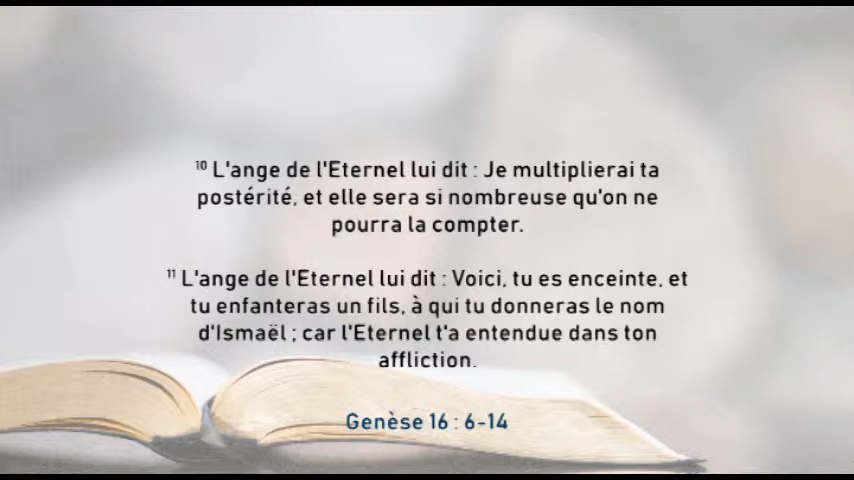 ¹⁰ L'ange de l'Eternel lui dit : Je multiplierai ta
postérité, et elle sera si nombreuse qu'on ne
pourra la compter.
¹¹ L'ange de l'Eternel lui dit : Voici, tu es enceinte, et
tu enfanteras un fils, à qui tu donneras le nom
d'Ismaël ; car l'Eternel t'a entendue dans ton
affliction.
Genèse 16 : 6-14